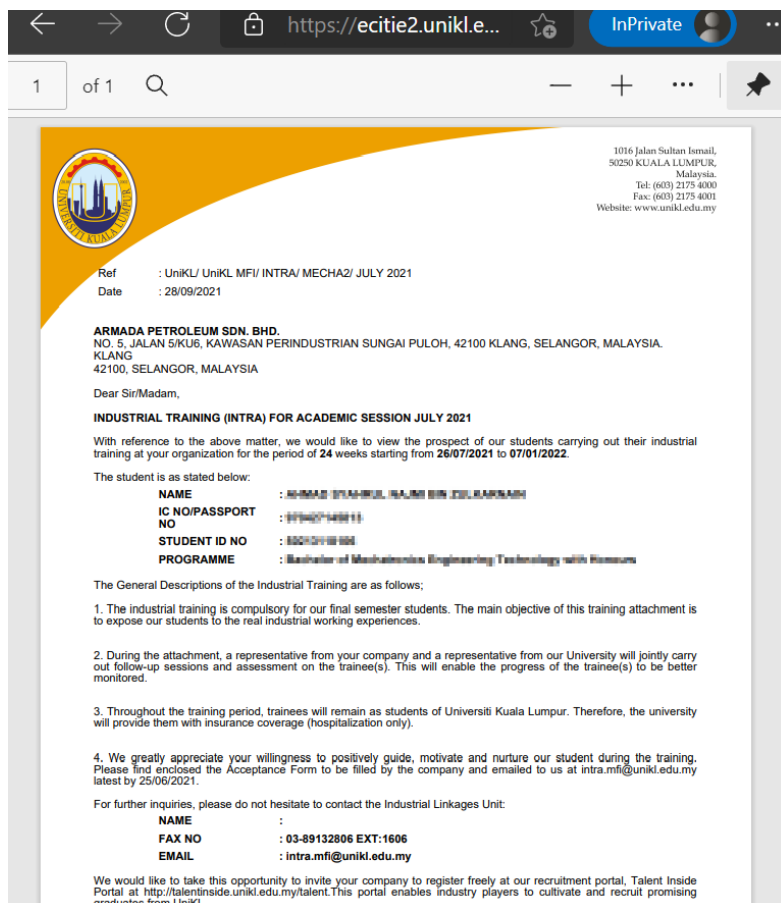 https://ecitie2.unikl.e...
InPrivate
1 of 1
1016 Jalan Sultan Ismail,
50250 KUALA LUMPUR,
Malaysia.
Tel: (603) 2175 4000
Fax: (603) 2175 4001
Website: www.unikl.edu.my
UNIVERSITI KUALA LUMPUR
Ref : UniKL/ UniKL MFI/ INTRA/ MECHA2/ JULY 2021
Date : 28/09/2021
ARMADA PETROLEUM SDN. BHD.
NO. 5, JALAN 5/KU6, KAWASAN PERINDUSTRIAN SUNGAI PULOH, 42100 KLANG, SELANGOR, MALAYSIA.
KLANG
42100, SELANGOR, MALAYSIA
Dear Sir/Madam,
INDUSTRIAL TRAINING (INTRA) FOR ACADEMIC SESSION JULY 2021
With reference to the above matter, we would like to view the prospect of our students carrying out their industrial
training at your organization for the period of 24 weeks starting from 26/07/2021 to 07/01/2022.
The student is as stated below:
NAME :
IC NO/PASSPORT
NO :
STUDENT ID NO :
PROGRAMME :
The General Descriptions of the Industrial Training are as follows;
1. The industrial training is compulsory for our final semester students. The main objective of this training attachment is
to expose our students to the real industrial working experiences.
2. During the attachment, a representative from your company and a representative from our University will jointly carry
out follow-up sessions and assessment on the trainee(s). This will enable the progress of the trainee(s) to be better
monitored.
3. Throughout the training period, trainees will remain as students of Universiti Kuala Lumpur. Therefore, the university
will provide them with insurance coverage (hospitalization only).
4. We greatly appreciate your willingness to positively guide, motivate and nurture our student during the training.
Please find enclosed the Acceptance Form to be filled by the company and emailed to us at intra.mfi@unikl.edu.my
latest by 25/06/2021.
For further inquiries, please do not hesitate to contact the Industrial Linkages Unit:
NAME :
FAX NO : 03-89132806 EXT:1606
EMAIL : intra.mfi@unikl.edu.my
We would like to take this opportunity to invite your company to register freely at our recruitment portal, Talent Inside
Portal at http://talentinside.unikl.edu.my/talent.This portal enables industry players to cultivate and recruit promising
graduates from UniKL